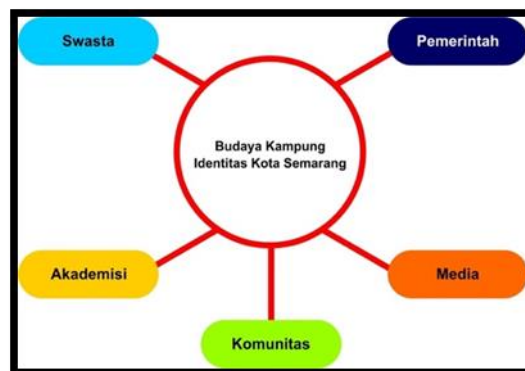 Swasta
Pemerintah
Budaya Kampung
Identitas Kota Semarang
Akademisi
Media
Komunitas